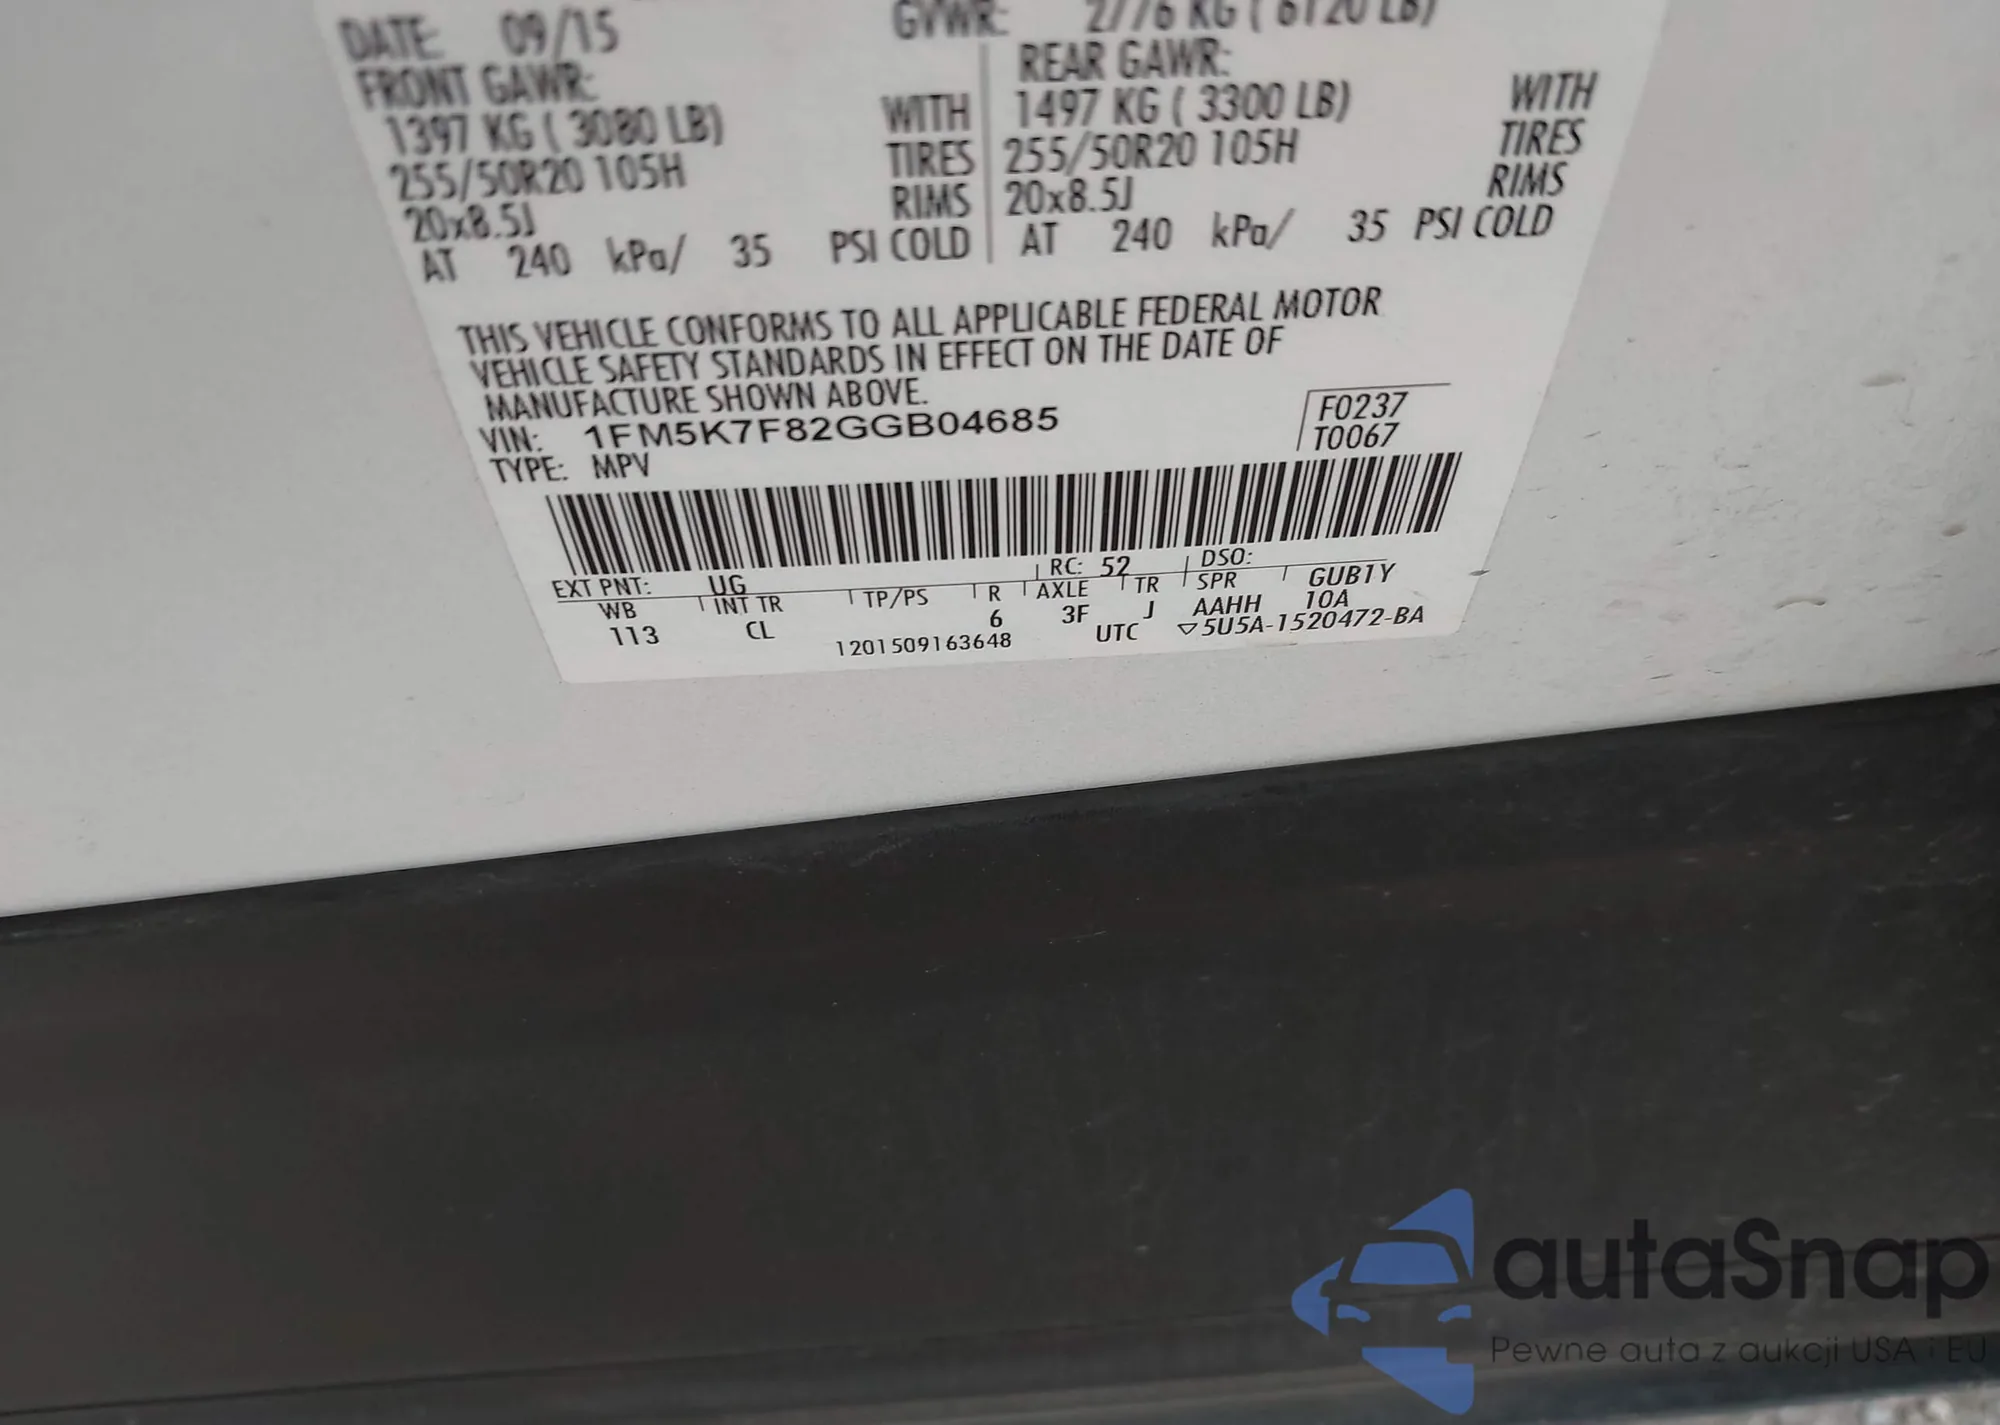 DATE: 09/15 GVWR: 2776 KG ( 6120 LB)
FRONT GAWR: REAR GAWR:
1397 KG ( 3080 LB) WITH 1497 KG ( 3300 LB) WITH
255/50R20 105H TIRES 255/50R20 105H TIRES
20x8.5J RIMS 20x8.5J RIMS
AT 240 kPa/ 35 PSI COLD AT 240 kPa/ 35 PSI COLD
THIS VEHICLE CONFORMS TO ALL APPLICABLE FEDERAL MOTOR
VEHICLE SAFETY STANDARDS IN EFFECT ON THE DATE OF
MANUFACTURE SHOWN ABOVE.
VIN: 1FM5K7F82GGB04685 F0237
TYPE: MPV T0067
EXT PNT: UG RC: 52 DSO:
WB INT TR TP/PS R AXLE TR SPR GUB1Y
113 CL 6 3F J AAHH 10A
1201509163648 UTC ▽5U5A-1520472-BA
autaSnap
Pewne auta z aukcji USA i EU